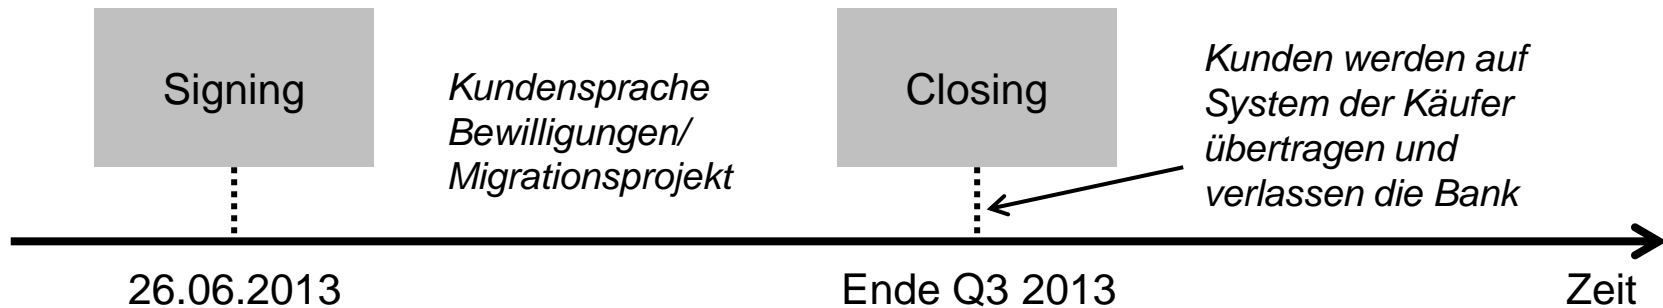 Signing
Kundensprache
Bewilligungen/
Migrationsprojekt
Closing
Kunden werden auf
System der Käufer
übertragen und
verlassen die Bank
26.06.2013
Ende Q3 2013
Zeit